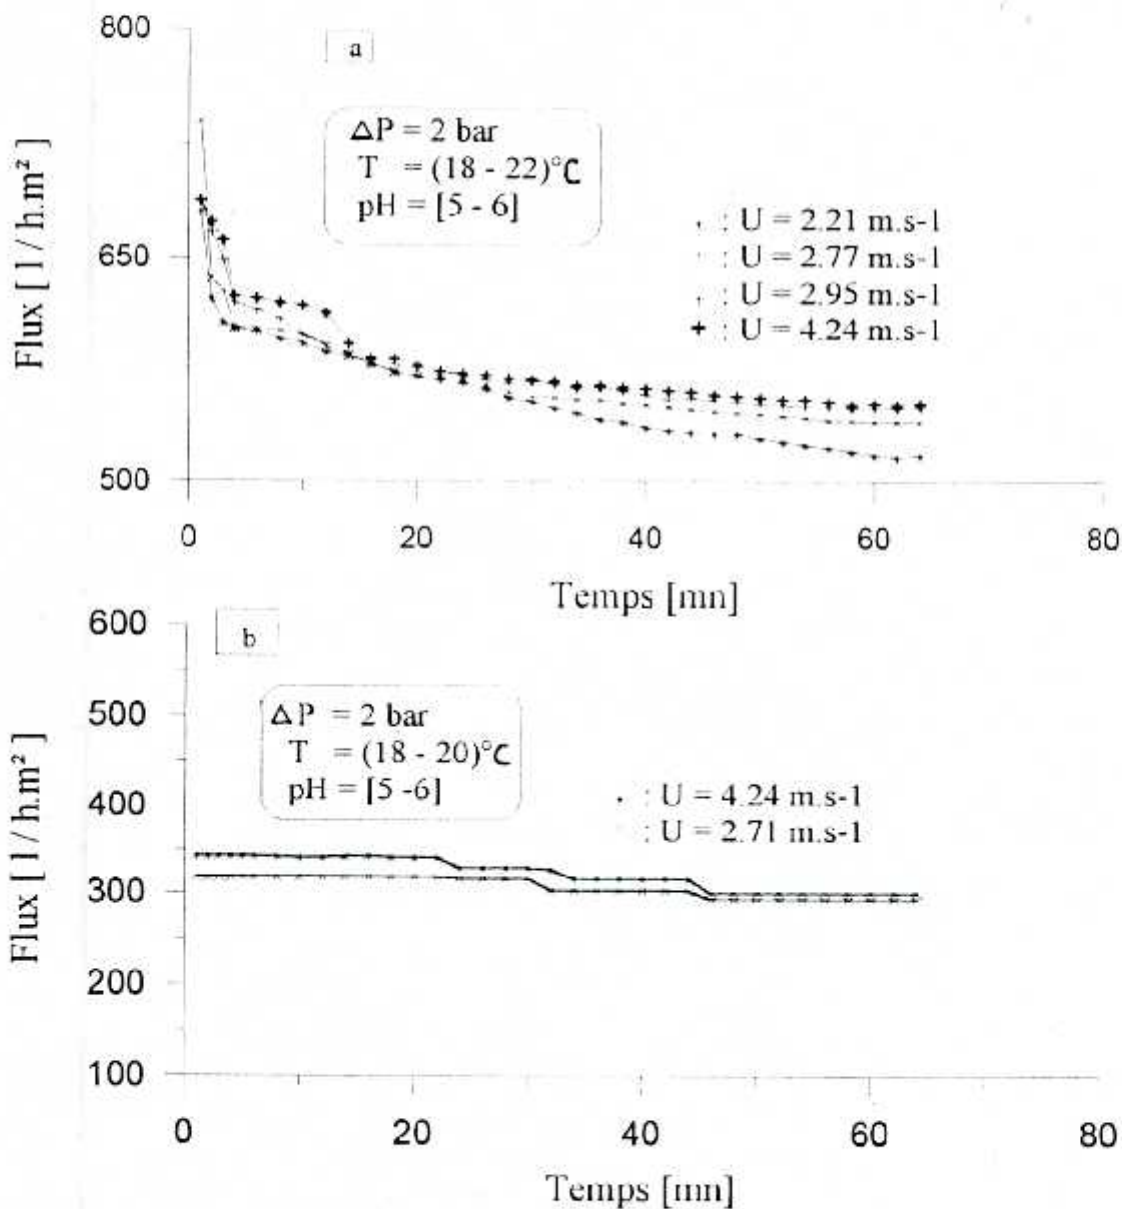 800
a
ΔP = 2 bar
T = (18 - 22)°C
pH = [5 - 6]
Flux [ l / h.m² ]
650
: U = 2.21 m.s-1
: U = 2.77 m.s-1
: U = 2.95 m.s-1
+ : U = 4.24 m.s-1
500
0 20 40 60 80
Temps [mn]
600
b
500
ΔP = 2 bar
T = (18 - 20)°C
pH = [5 -6]
Flux [ l / h.m² ]
400
: U = 4.24 m.s-1
: U = 2.71 m.s-1
300
200
100
0 20 40 60 80
Temps [mn]